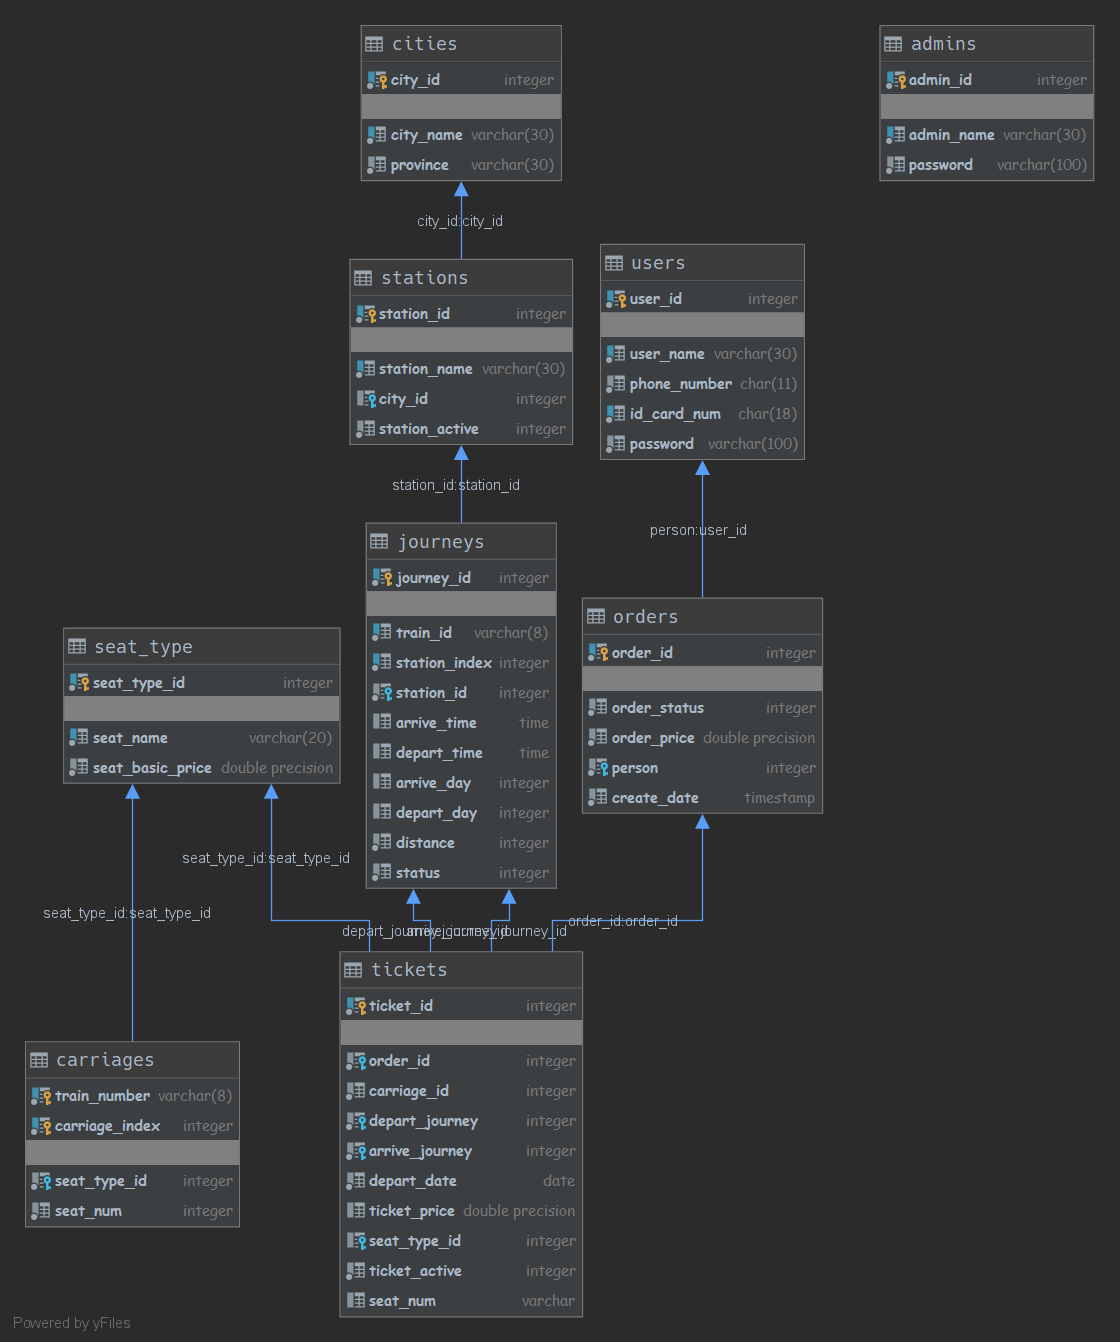 cities
city_id integer
city_name varchar(30)
province varchar(30)
admins
admin_id integer
admin_name varchar(30)
password varchar(100)
city_id:city_id
stations
station_id integer
station_name varchar(30)
city_id integer
station_active integer
users
user_id integer
user_name varchar(30)
phone_number char(11)
id_card_num char(18)
password varchar(100)
station_id:station_id
person:user_id
journeys
journey_id integer
train_id varchar(8)
station_index integer
station_id integer
arrive_time time
depart_time time
arrive_day integer
depart_day integer
distance integer
status integer
orders
order_id integer
order_status integer
order_price double precision
person integer
create_date timestamp
seat_type
seat_type_id integer
seat_name varchar(20)
seat_basic_price double precision
seat_type_id:seat_type_id
seat_type_id:seat_type_id
order_id:order_id
tickets
ticket_id integer
order_id integer
carriage_id integer
depart_journey integer
arrive_journey integer
depart_date date
ticket_price double precision
seat_type_id integer
ticket_active integer
seat_num varchar
carriages
train_number varchar(8)
carriage_index integer
seat_type_id integer
seat_num integer
Powered by yFiles